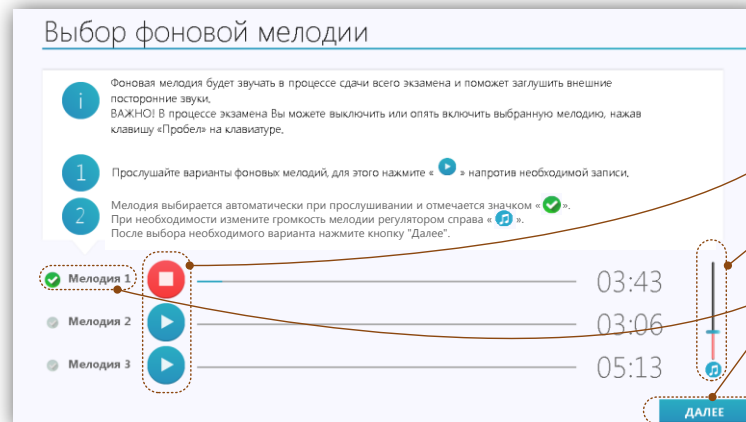 Выбор фоновой мелодии
i
Фоновая мелодия будет звучать в процессе сдачи всего экзамена и поможет заглушить внешние
посторонние звуки.
ВАЖНО! В процессе экзамена Вы можете выключить или опять включить выбранную мелодию, нажав
клавишу «Пробел» на клавиатуре.
1
Прослушайте варианты фоновых мелодий, для этого нажмите « » напротив необходимой записи.
2
Мелодия выбирается автоматически при прослушивании и отмечается значком « ».
При необходимости измените громкость мелодии регулятором справа « ».
После выбора необходимого варианта нажмите кнопку "Далее".
Мелодия 1 03:43
Мелодия 2 03:06
Мелодия 3 05:13
ДАЛЕЕ